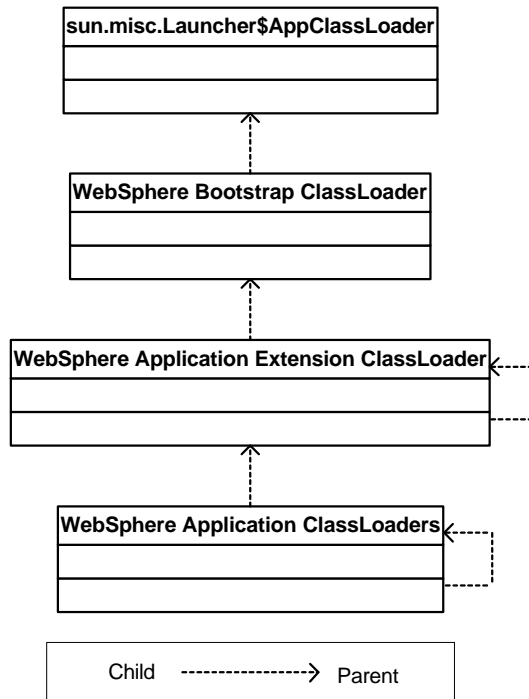 sun.misc.Launcher$AppClassLoader
WebSphere Bootstrap ClassLoader
WebSphere Application Extension ClassLoader
WebSphere Application ClassLoaders
Child Parent